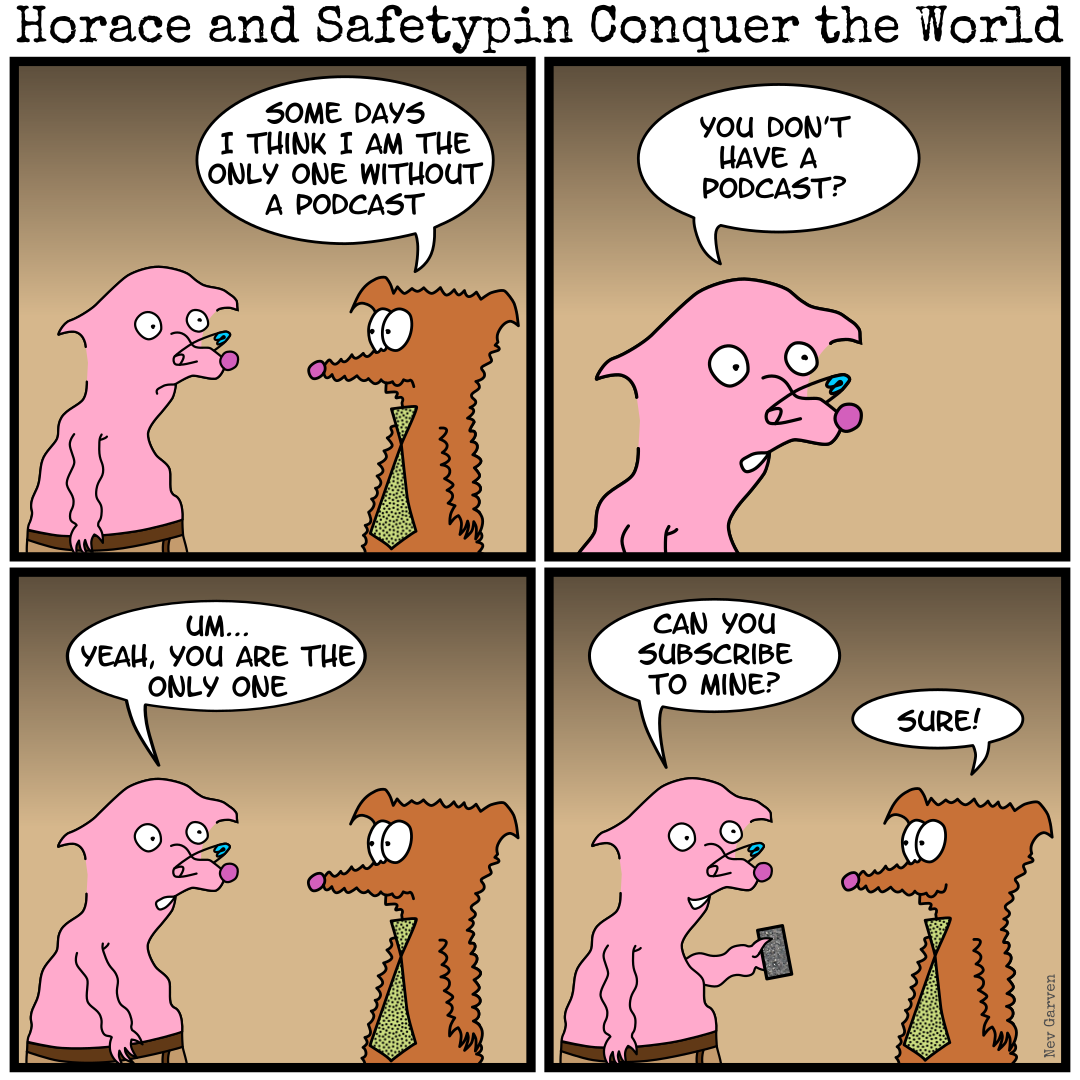 Horace and Safetypin Conquer the World
SOME DAYS
I THINK I AM THE
ONLY ONE WITHOUT
A PODCAST
YOU DON'T
HAVE A
PODCAST?
UM...
YEAH, YOU ARE THE
ONLY ONE
CAN YOU
SUBSCRIBE
TO MINE?
SURE!
Nev Garven